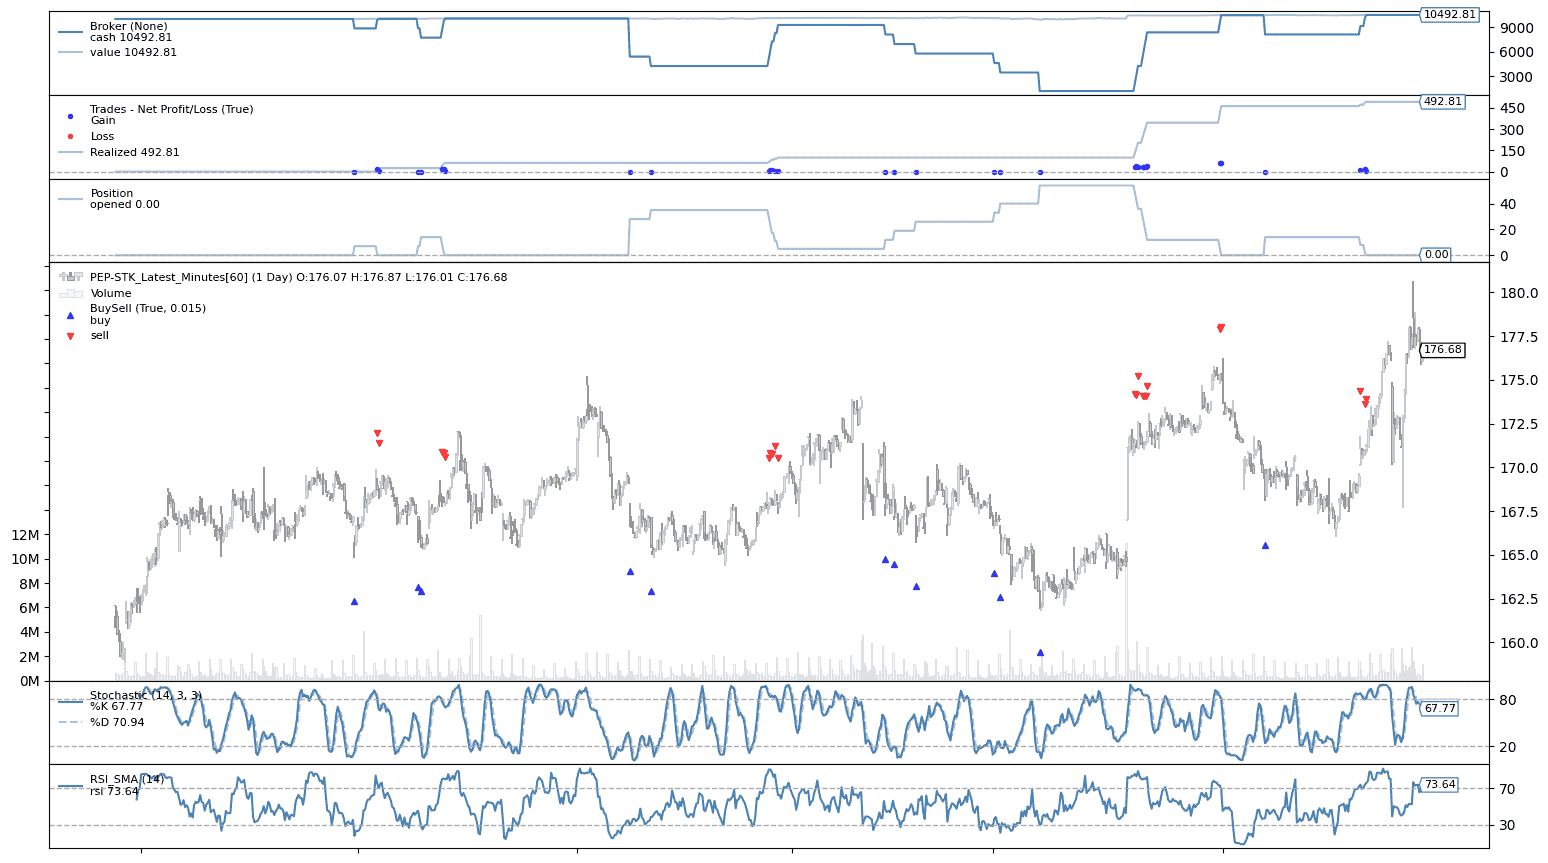 Broker (None)
cash 10492.81
value 10492.81
10492.81
9000
6000
3000
Trades - Net Profit/Loss (True)
Gain
Loss
Realized 492.81
492.81
450
300
150
0
Position
opened 0.00
40
20
0
0.00
PEP-STK_Latest_Minutes[60] (1 Day) O:176.07 H:176.87 L:176.01 C:176.68
Volume
BuySell (True, 0.015)
buy
sell
180.0
177.5
176.68
175.0
172.5
170.0
167.5
165.0
162.5
160.0
12M
10M
8M
6M
4M
2M
0M
Stochastic (14, 3, 3)
%K 67.77
%D 70.94
80
67.77
20
RSI_SMA (14)
rsi 73.64
73.64
70
30